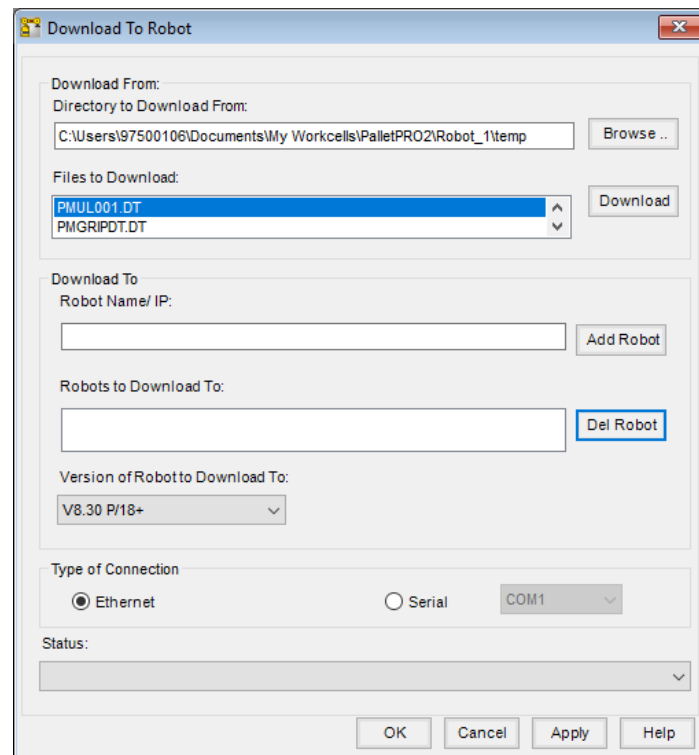 Download To Robot
Download From:
Directory to Download From:
C:\Users\97500106\Documents\My Workcells\PalletPRO2\Robot_1\temp
Browse ..
Files to Download:
PMUL001.DT
PMGRIPDT.DT
Download
Download To
Robot Name/ IP:
Add Robot
Robots to Download To:
Del Robot
Version of Robot to Download To:
V8.30 P/18+
Type of Connection
Ethernet
Serial
COM1
Status:
OK
Cancel
Apply
Help